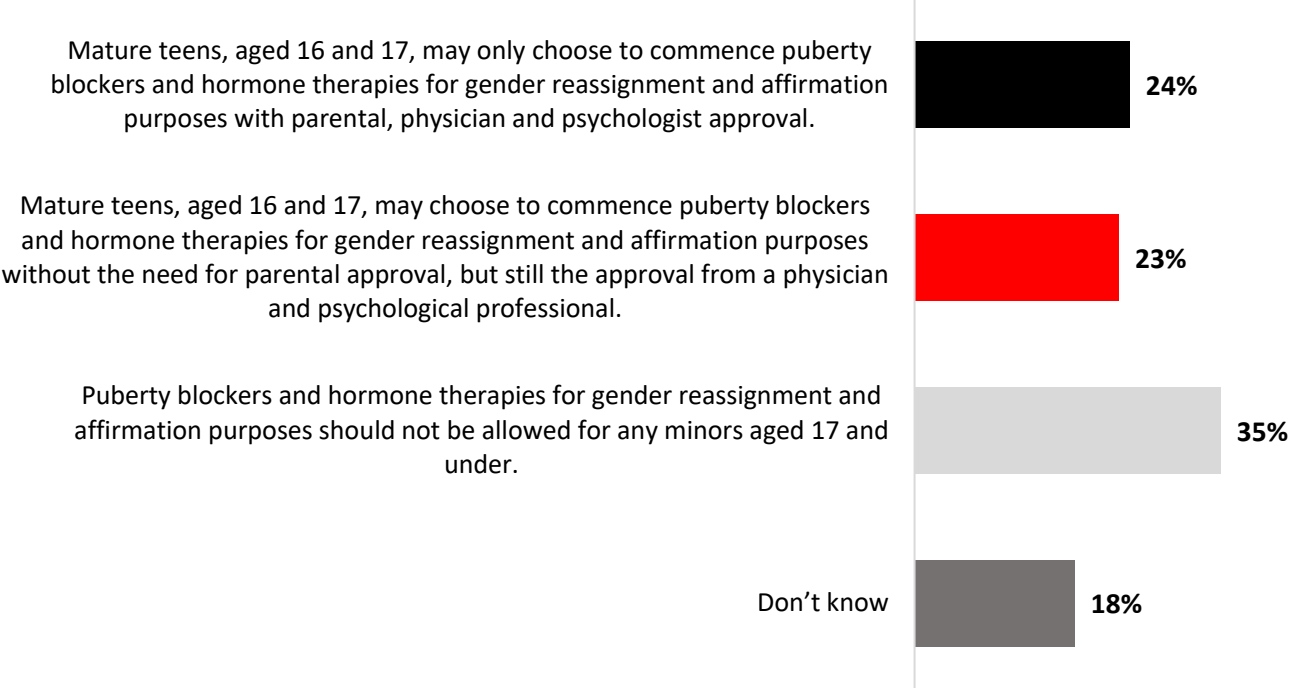 Mature teens, aged 16 and 17, may only choose to commence puberty
blockers and hormone therapies for gender reassignment and affirmation
purposes with parental, physician and psychologist approval.
24%
Mature teens, aged 16 and 17, may choose to commence puberty blockers
and hormone therapies for gender reassignment and affirmation purposes
without the need for parental approval, but still the approval from a physician
and psychological professional.
23%
Puberty blockers and hormone therapies for gender reassignment and
affirmation purposes should not be allowed for any minors aged 17 and
under.
35%
Don’t know
18%